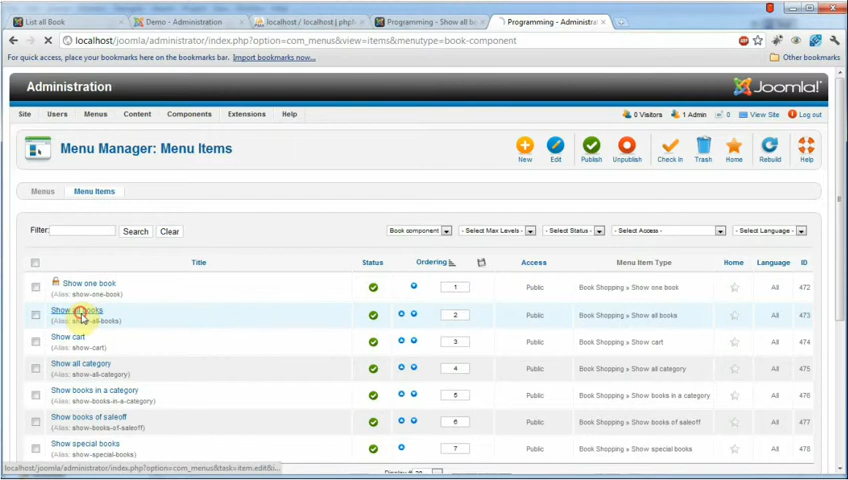 List all Book
Demo - Administration
localhost / localhost | phpM
Programming - Show all b
Programming - Administra
localhost/joomla/administrator/index.php?option=com_menus&view=items&menutype=book-component
For quick access, place your bookmarks here on the bookmarks bar. Import bookmarks now...
Other bookmarks
Administration
Joomla!
Site Users Menus Content Components Extensions Help
0 Visitors 1 Admin 0 View Site Log out
Menu Manager: Menu Items
New Edit Publish Unpublish Check In Trash Home Rebuild Help
Menus Menu Items
Filter: Search Clear
Book component - Select Max Levels - - Select Status - - Select Access - - Select Language -
Title Status Ordering Access Menu Item Type Home Language ID
Show one book 1 Public Book Shopping » Show one book All 472
(Alias: show-one-book)
Show all books 2 Public Book Shopping » Show all books All 473
(Alias: show-all-books)
Show cart 3 Public Book Shopping » Show cart All 474
(Alias: show-cart)
Show all category 4 Public Book Shopping » Show all category All 475
(Alias: show-all-category)
Show books in a category 5 Public Book Shopping » Show books in a category All 476
(Alias: show-books-in-a-category)
Show books of saleoff 6 Public Book Shopping » Show books of saleoff All 477
(Alias: show-books-of-saleoff)
Show special books 7 Public Book Shopping » Show special books All 478
localhost/joomla/administrator/index.php?option=com_menus&task=item.edit&i...